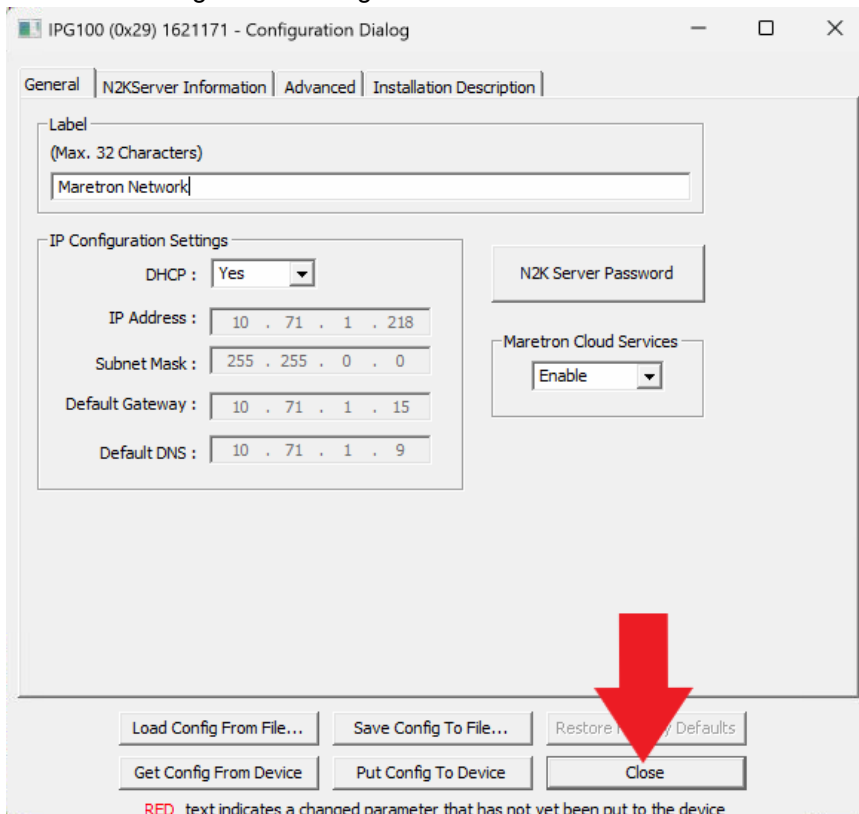 IPG100 (0x29) 1621171 - Configuration Dialog
General N2KServer Information Advanced Installation Description
Label
(Max. 32 Characters)
Maretron Network
IP Configuration Settings
DHCP : Yes
N2K Server Password
IP Address : 10 . 71 . 1 . 218
Maretron Cloud Services
Subnet Mask : 255 . 255 . 0 . 0
Enable
Default Gateway : 10 . 71 . 1 . 15
Default DNS : 10 . 71 . 1 . 9
Load Config From File... Save Config To File... Restore Defaults
Get Config From Device Put Config To Device Close
RED text indicates a changed parameter that has not yet been put to the device